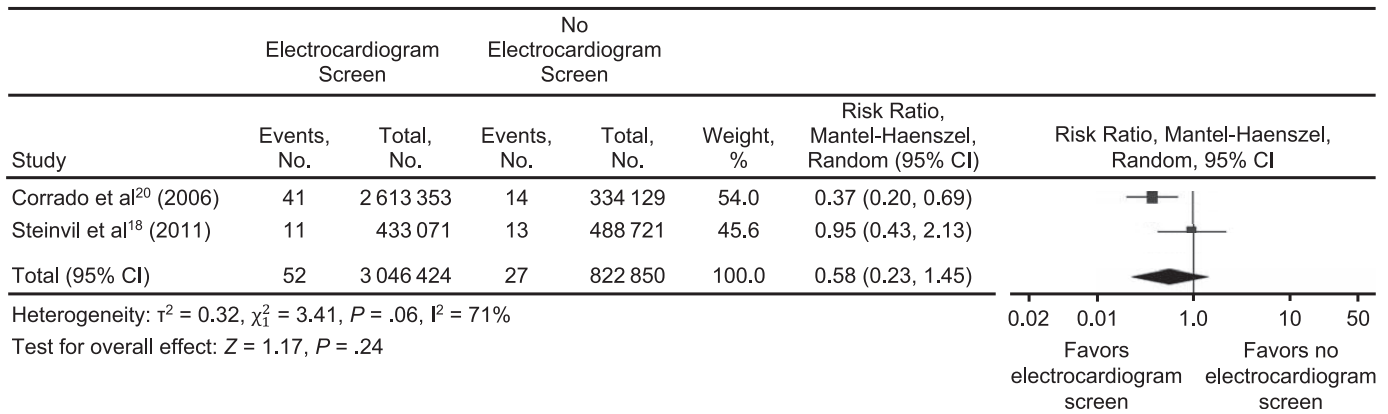 Electrocardiogram Screen
No Electrocardiogram Screen
Study
Events, No.
Total, No.
Events, No.
Total, No.
Weight, %
Risk Ratio, Mantel-Haenszel, Random (95% CI)
Risk Ratio, Mantel-Haenszel, Random, 95% CI
Corrado et al20 (2006) 41 2 613 353 14 334 129 54.0 0.37 (0.20, 0.69)
Steinvil et al18 (2011) 11 433 071 13 488 721 45.6 0.95 (0.43, 2.13)
Total (95% CI) 52 3 046 424 27 822 850 100.0 0.58 (0.23, 1.45)
Heterogeneity: τ2 = 0.32, χ21 = 3.41, P = .06, I2 = 71%
Test for overall effect: Z = 1.17, P = .24
0.02 0.01 1.0 10 50
Favors electrocardiogram screen
Favors no electrocardiogram screen